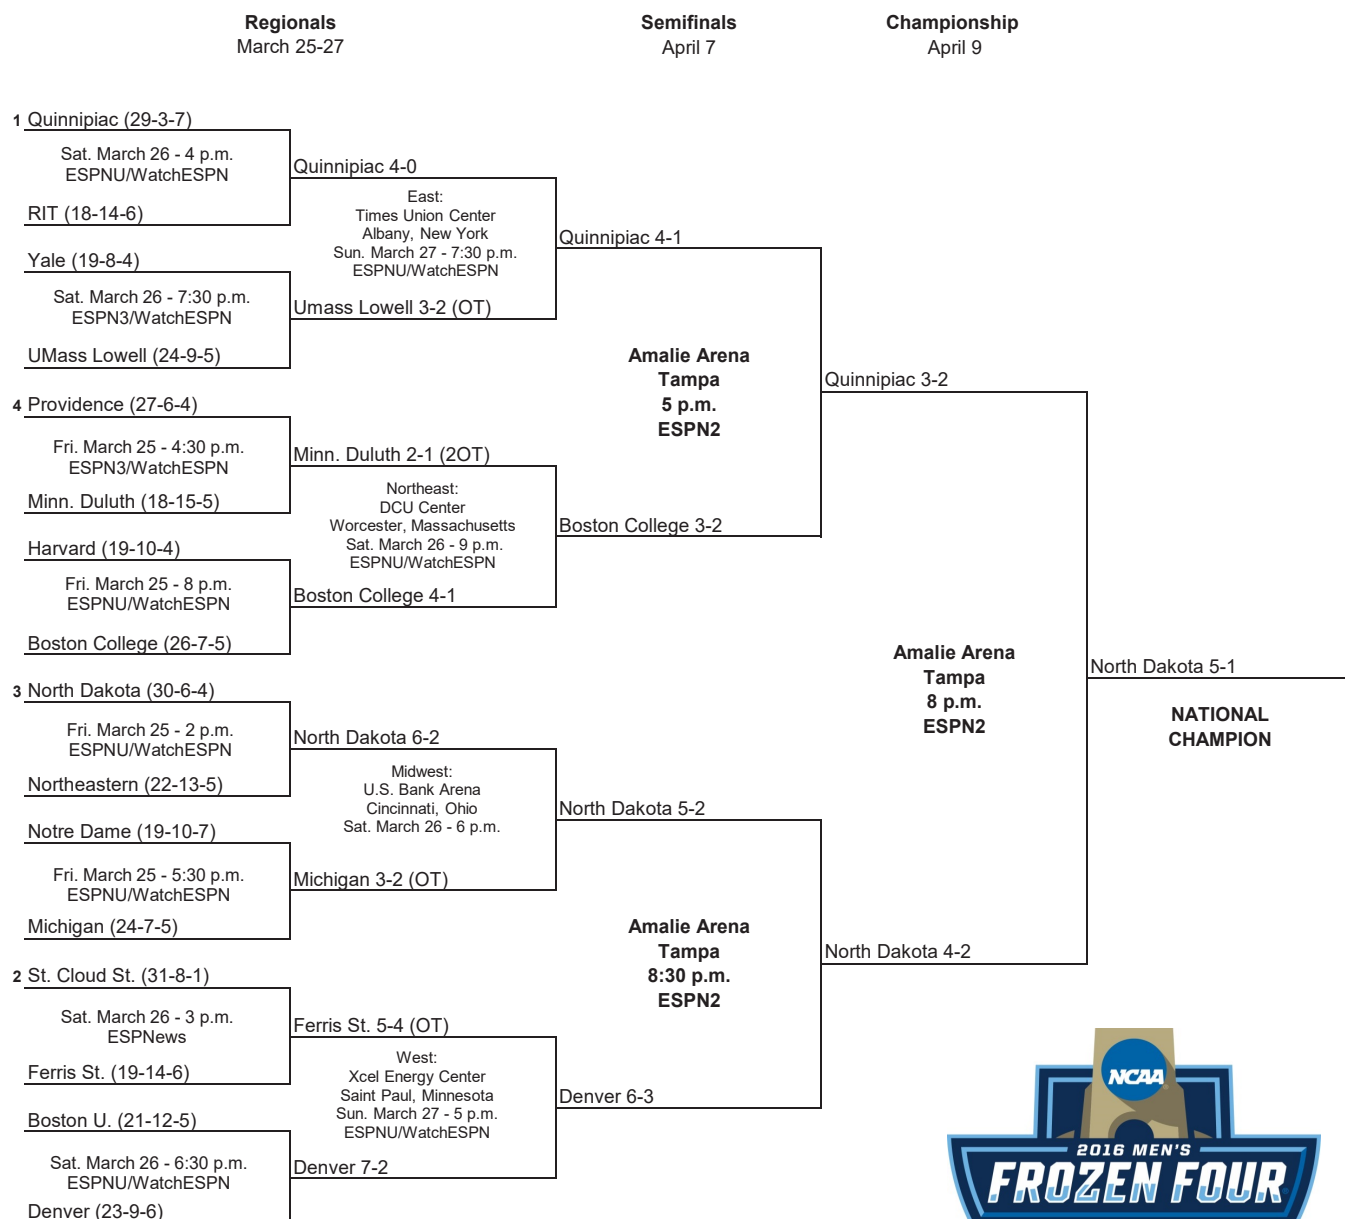 Regionals
March 25-27
Semifinals
April 7
Championship
April 9
1 Quinnipiac (29-3-7)
Sat. March 26 - 4 p.m.
ESPNU/WatchESPN
RIT (18-14-6)
Quinnipiac 4-0
East:
Times Union Center
Albany, New York
Sun. March 27 - 7:30 p.m.
ESPNU/WatchESPN
Yale (19-8-4)
Sat. March 26 - 7:30 p.m.
ESPN3/WatchESPN
UMass Lowell (24-9-5)
Umass Lowell 3-2 (OT)
Quinnipiac 4-1
4 Providence (27-6-4)
Fri. March 25 - 4:30 p.m.
ESPN3/WatchESPN
Minn. Duluth (18-15-5)
Minn. Duluth 2-1 (2OT)
Northeast:
DCU Center
Worcester, Massachusetts
Sat. March 26 - 9 p.m.
ESPNU/WatchESPN
Harvard (19-10-4)
Fri. March 25 - 8 p.m.
ESPNU/WatchESPN
Boston College (26-7-5)
Boston College 4-1
Boston College 3-2
Amalie Arena
Tampa
5 p.m.
ESPN2
Quinnipiac 3-2
3 North Dakota (30-6-4)
Fri. March 25 - 2 p.m.
ESPNU/WatchESPN
Northeastern (22-13-5)
North Dakota 6-2
Midwest:
U.S. Bank Arena
Cincinnati, Ohio
Sat. March 26 - 6 p.m.
Notre Dame (19-10-7)
Fri. March 25 - 5:30 p.m.
ESPNU/WatchESPN
Michigan (24-7-5)
Michigan 3-2 (OT)
North Dakota 5-2
2 St. Cloud St. (31-8-1)
Sat. March 26 - 3 p.m.
ESPNews
Ferris St. (19-14-6)
Ferris St. 5-4 (OT)
West:
Xcel Energy Center
Saint Paul, Minnesota
Sun. March 27 - 5 p.m.
ESPNU/WatchESPN
Boston U. (21-12-5)
Sat. March 26 - 6:30 p.m.
ESPNU/WatchESPN
Denver (23-9-6)
Denver 7-2
Denver 6-3
Amalie Arena
Tampa
8:30 p.m.
ESPN2
North Dakota 4-2
Amalie Arena
Tampa
8 p.m.
ESPN2
North Dakota 5-1
NATIONAL
CHAMPION
NCAA
2016 MEN'S
FROZEN FOUR